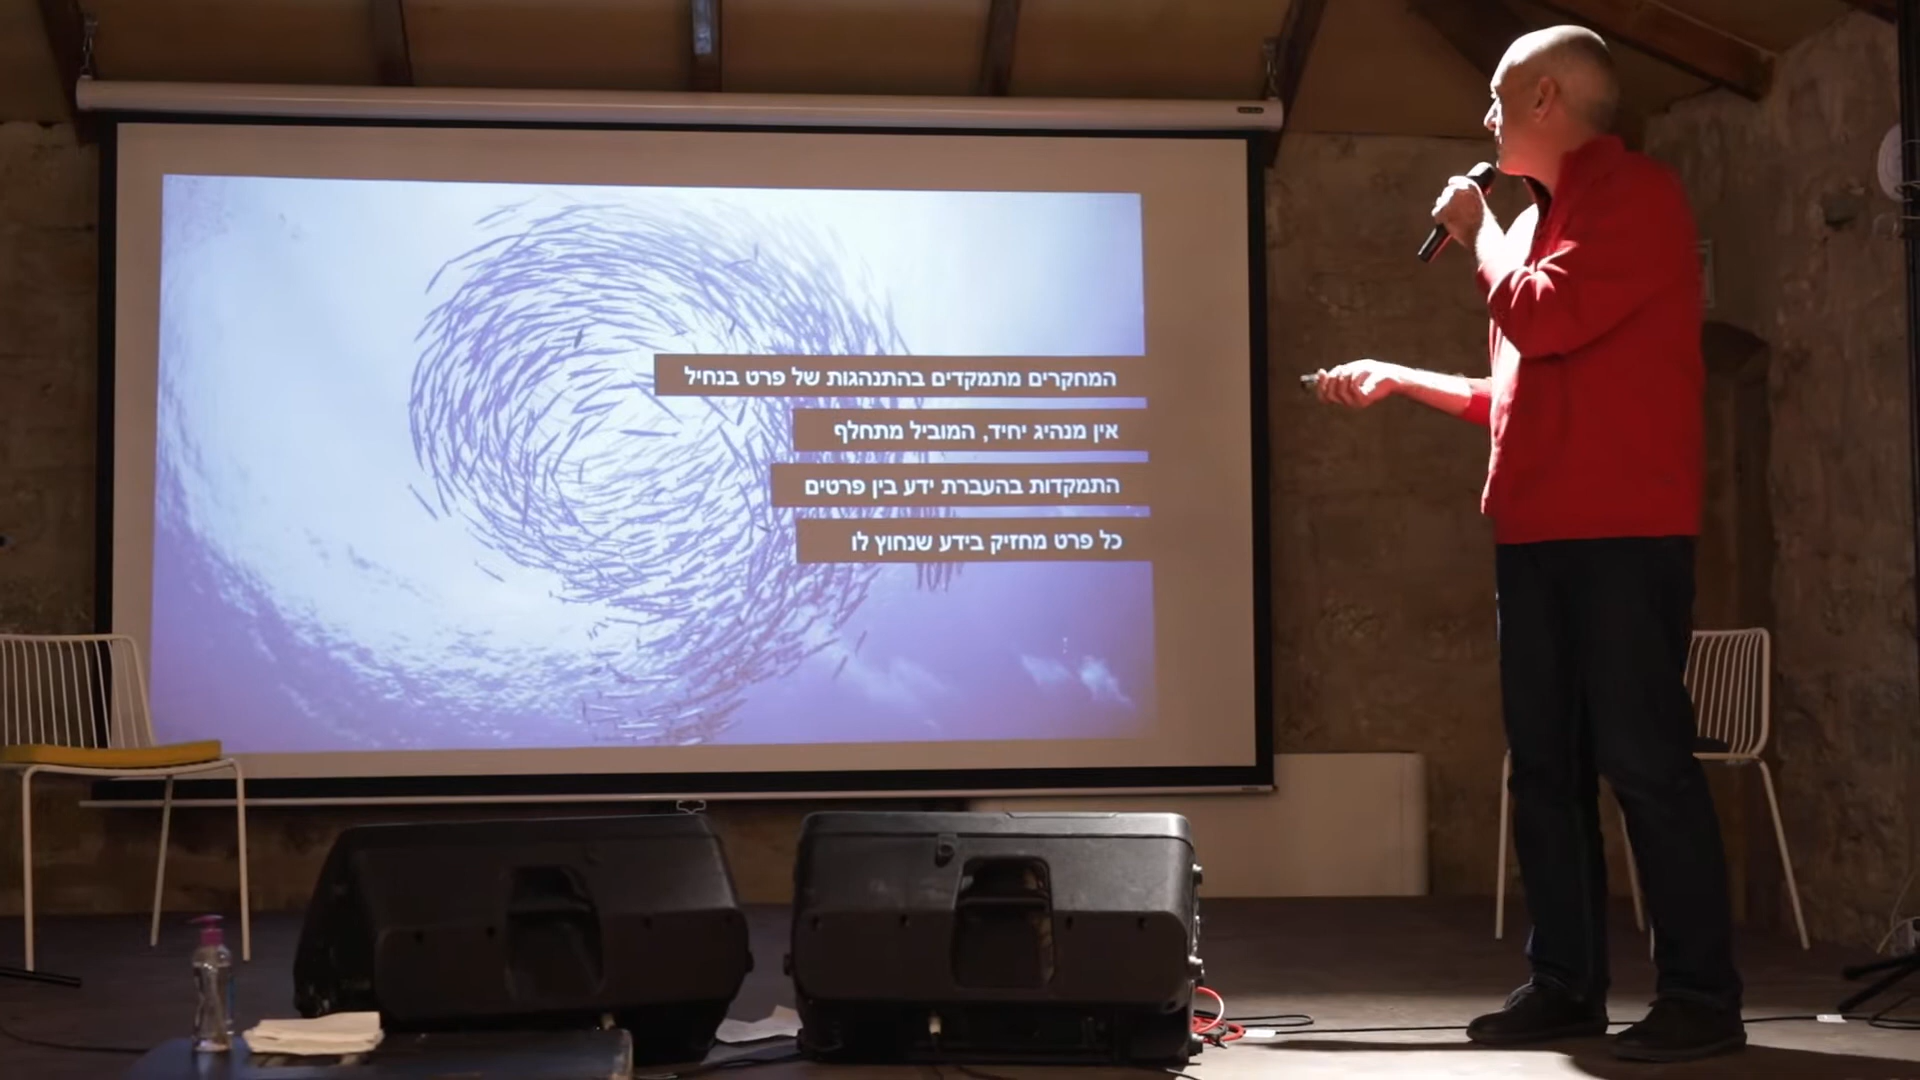 המחקרים מתמקדים בהתנהגות של פרט בנחיל
אין מנהיג יחיד, המוביל מתחלף
התמקדות בהעברת ידע בין פרטים
כל פרט מחזיק בידע שנחוץ לו